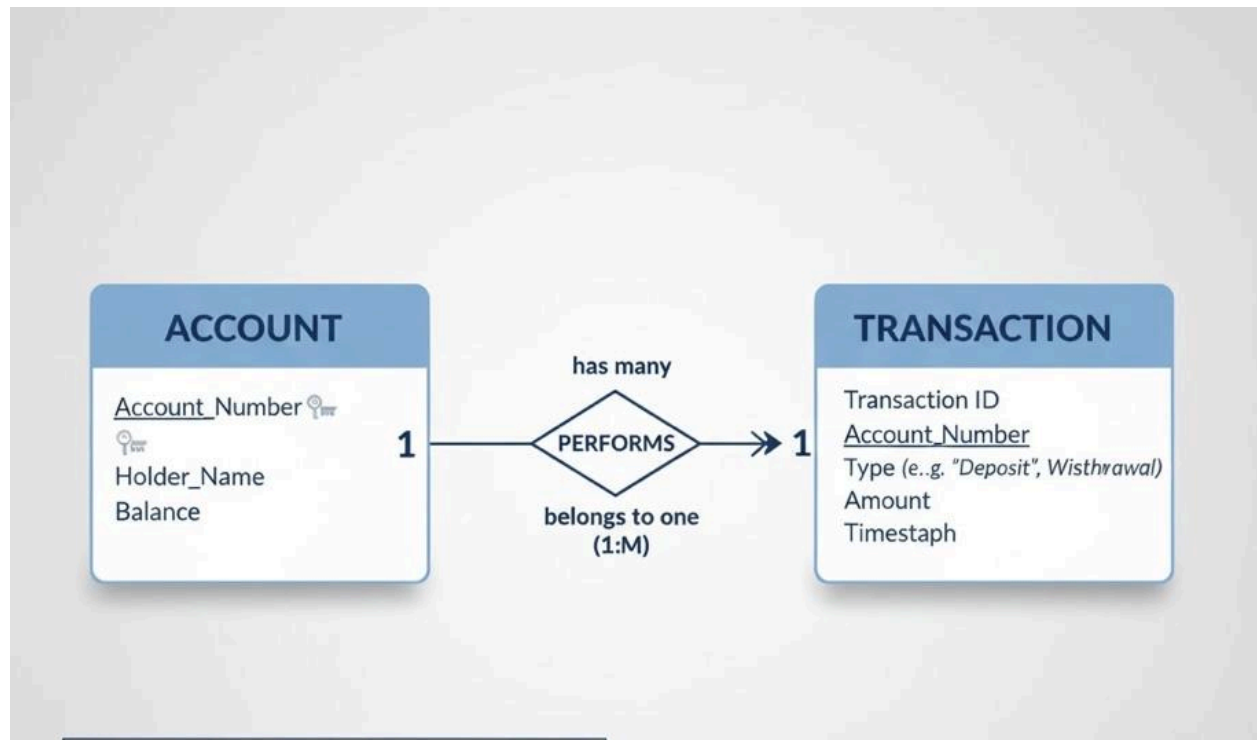 ACCOUNT
Account_Number
Holder_Name
Balance
1
has many
PERFORMS
belongs to one
(1:M)
1
TRANSACTION
Transaction ID
Account_Number
Type (e..g. "Deposit", Wisthrawal)
Amount
Timestaph